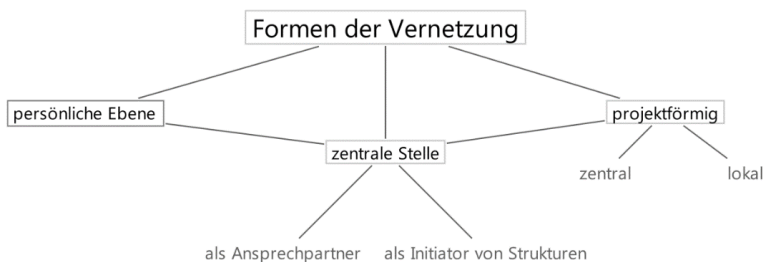 Formen der Vernetzung
persönliche Ebene
projektförmig
zentrale Stelle
zentral
lokal
als Ansprechpartner
als Initiator von Strukturen